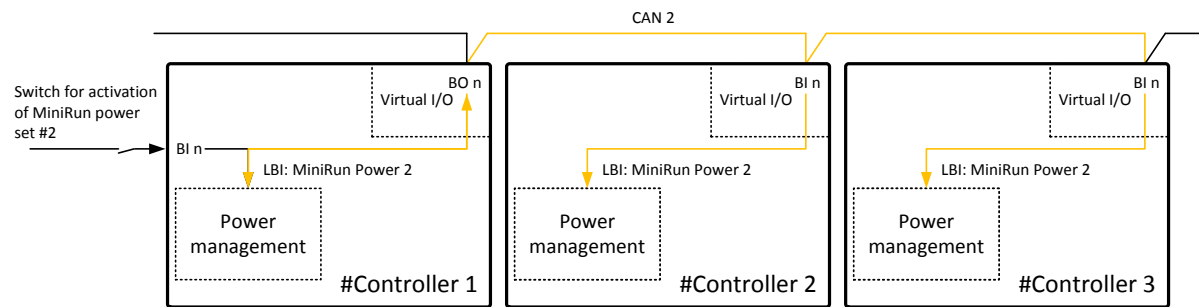 CAN 2
Switch for activation
of MiniRun power
set #2
BI n
Virtual I/O
BO n
LBI: MiniRun Power 2
Power
management
#Controller 1
Virtual I/O
BI n
LBI: MiniRun Power 2
Power
management
#Controller 2
Virtual I/O
BI n
LBI: MiniRun Power 2
Power
management
#Controller 3